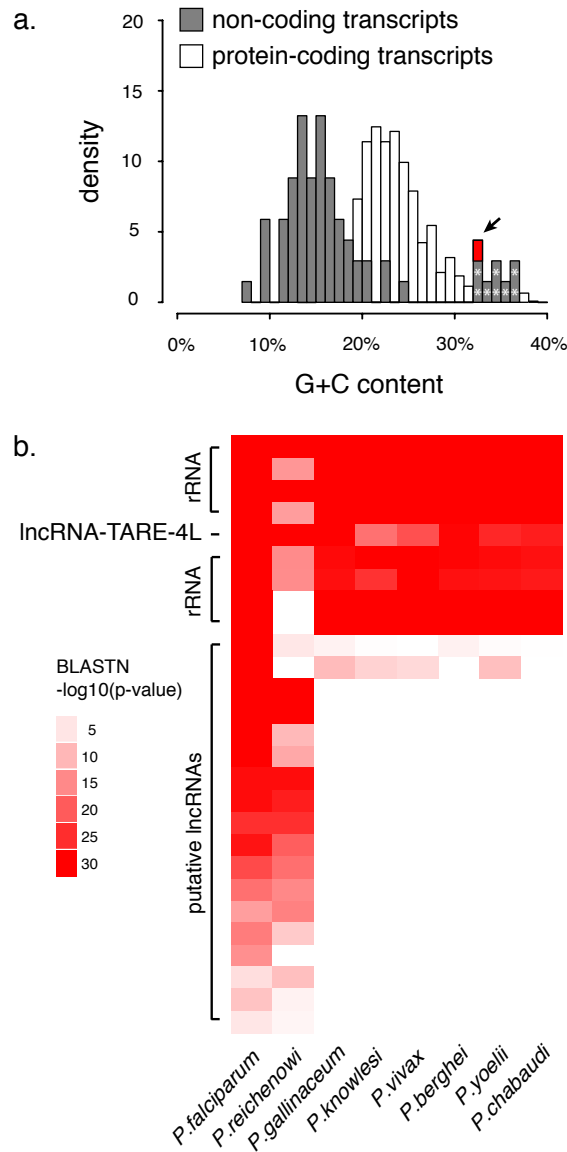 a.
20
15
10
5
0
density
non-coding transcripts
protein-coding transcripts
* * * *
* * * * *
0%
10%
20%
30%
40%
G+C content
b.
rRNA
lncRNA-TARE-4L
rRNA
putative lncRNAs
BLASTN
-log10(p-value)
5
10
15
20
25
30
P.falciparum
P.reichenowi
P.gallinaceum
P.knowlesi
P.vivax
P.berghei
P.yoelii
P.chabaudi